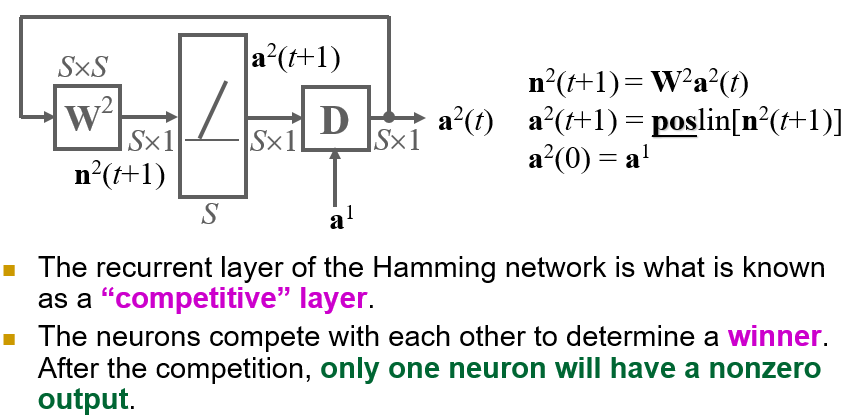 S×S
W²
S×1
n²(t+1)
S
a²(t+1)
S×1
D
a¹
S×1
a²(t)
n²(t+1) = W²a²(t)
a²(t+1) = poslin[n²(t+1)]
a²(0) = a¹
The recurrent layer of the Hamming network is what is known
as a “competitive” layer.
The neurons compete with each other to determine a winner.
After the competition, only one neuron will have a nonzero
output.